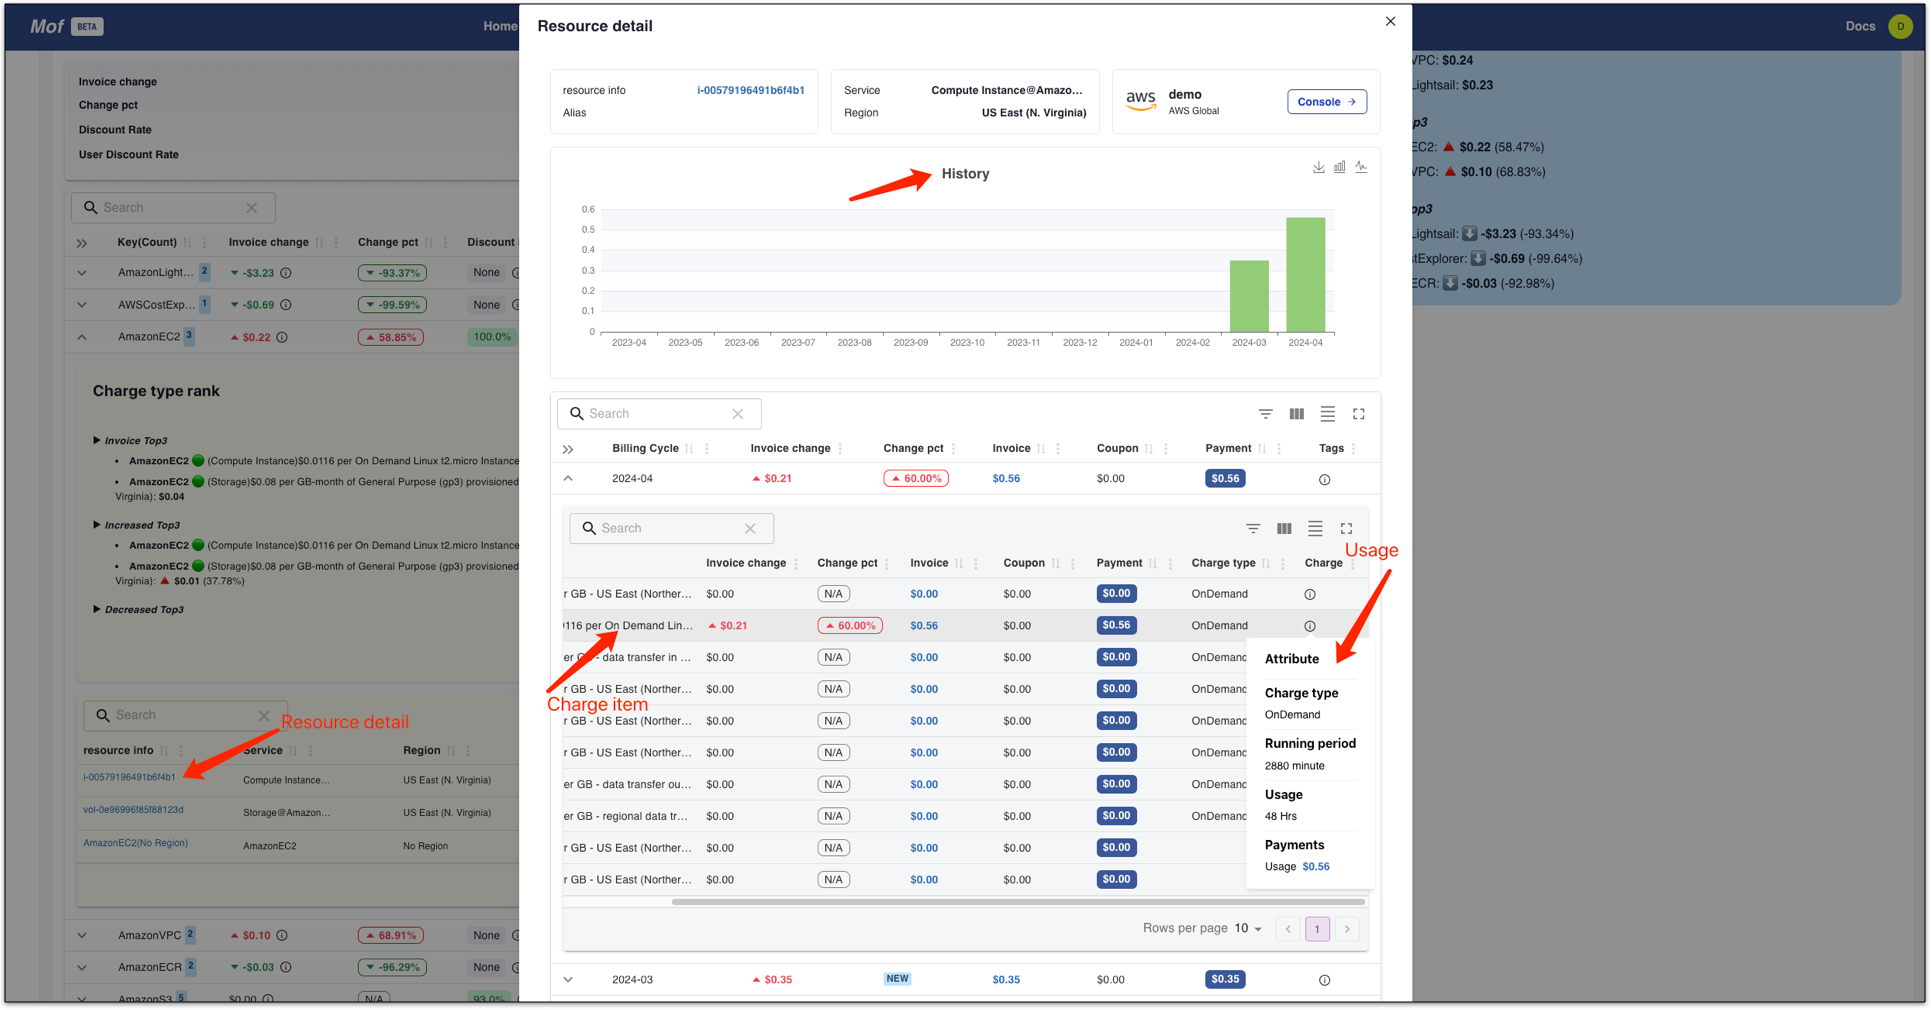 Mof BETA
Home
Docs D
Invoice change
Change pct
Discount Rate
User Discount Rate
Search
Key(Count) Invoice change Change pct Discount
AmazonLight... 2 -$3.23 -93.37% None
AWSCostExp... 1 -$0.69 -99.59% None
AmazonEC2 3 $0.22 58.85% 100.0%
Charge type rank
Invoice Top3
AmazonEC2 (Compute Instance)$0.0116 per On Demand Linux t2.micro Instance
AmazonEC2 (Storage)$0.08 per GB-month of General Purpose (gp3) provisioned
Virginia): $0.04
Increased Top3
AmazonEC2 (Compute Instance)$0.0116 per On Demand Linux t2.micro Instance
AmazonEC2 (Storage)$0.08 per GB-month of General Purpose (gp3) provisioned
Virginia): $0.01 (37.78%)
Decreased Top3
Search
Resource detail
resource info Service Region
i-00579196491b6f4b1 Compute Instance... US East (N. Virginia)
vol-0e96996f85f88123d Storage@Amazon... US East (N. Virginia)
AmazonEC2(No Region) AmazonEC2 No Region
AmazonVPC 2 $0.10 68.91% None
AmazonECR 2 -$0.03 -96.29% None
AmazonS3 5 $0.00 N/A 93.0%
Resource detail
resource info i-00579196491b6f4b1
Alias
Service Compute Instance@Amazo...
Region US East (N. Virginia)
aws demo
AWS Global
Console
History
0.6
0.5
0.4
0.3
0.2
0.1
0
2023-04 2023-05 2023-06 2023-07 2023-08 2023-09 2023-10 2023-11 2023-12 2024-01 2024-02 2024-03 2024-04
Search
Billing Cycle Invoice change Change pct Invoice Coupon Payment Tags
2024-04 $0.21 60.00% $0.56 $0.00 $0.56
Search
Usage
Invoice change Change pct Invoice Coupon Payment Charge type Charge
r GB - US East (Norther... $0.00 N/A $0.00 $0.00 $0.00 OnDemand
0116 per On Demand Lin... $0.21 60.00% $0.56 $0.00 $0.56 OnDemand
er GB - data transfer in ... $0.00 N/A $0.00 $0.00 $0.00 OnDemand
r GB - US East (Norther... $0.00 N/A $0.00 $0.00 $0.00 OnDemand
Charge item
r GB - US East (Norther... $0.00 N/A $0.00 $0.00 $0.00 OnDemand
r GB - US East (Norther... $0.00 N/A $0.00 $0.00 $0.00 OnDemand
er GB - data transfer ou... $0.00 N/A $0.00 $0.00 $0.00 OnDemand
er GB - regional data tr... $0.00 N/A $0.00 $0.00 $0.00 OnDemand
r GB - US East (Norther... $0.00 N/A $0.00 $0.00 $0.00
r GB - US East (Norther... $0.00 N/A $0.00 $0.00 $0.00
Attribute
Charge type
OnDemand
Running period
2880 minute
Usage
48 Hrs
Payments
Usage $0.56
Rows per page 10 1
2024-03 $0.35 NEW $0.35 $0.00 $0.35
VPC: $0.24
Lightsail: $0.23
op3
EC2: $0.22 (58.47%)
VPC: $0.10 (68.83%)
op3
Lightsail: -$3.23 (-93.34%)
stExplorer: -$0.69 (-99.64%)
ECR: -$0.03 (-92.98%)